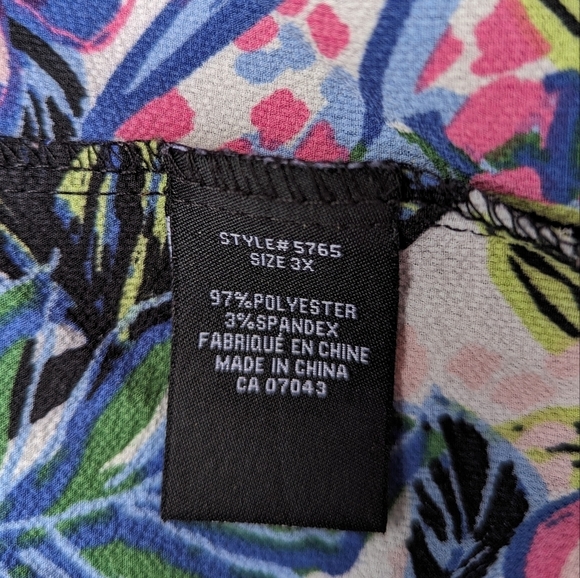 STYLE# 5765
SIZE 3X
97%POLYESTER
3%SPANDEX
FABRIQUÉ EN CHINE
MADE IN CHINA
CA 07043